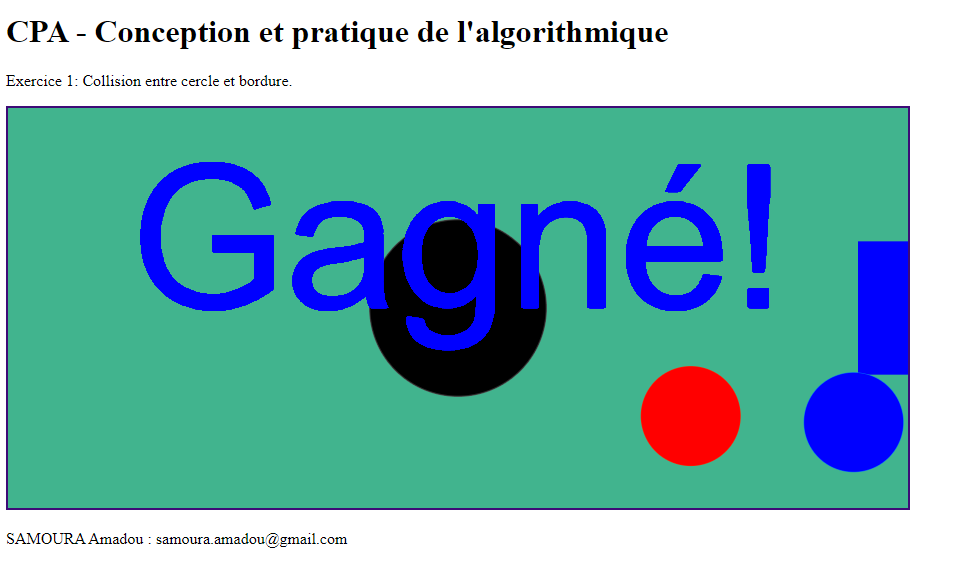 CPA - Conception et pratique de l'algorithmique
Exercice 1: Collision entre cercle et bordure.
Gagné!
SAMOURA Amadou : samoura.amadou@gmail.com